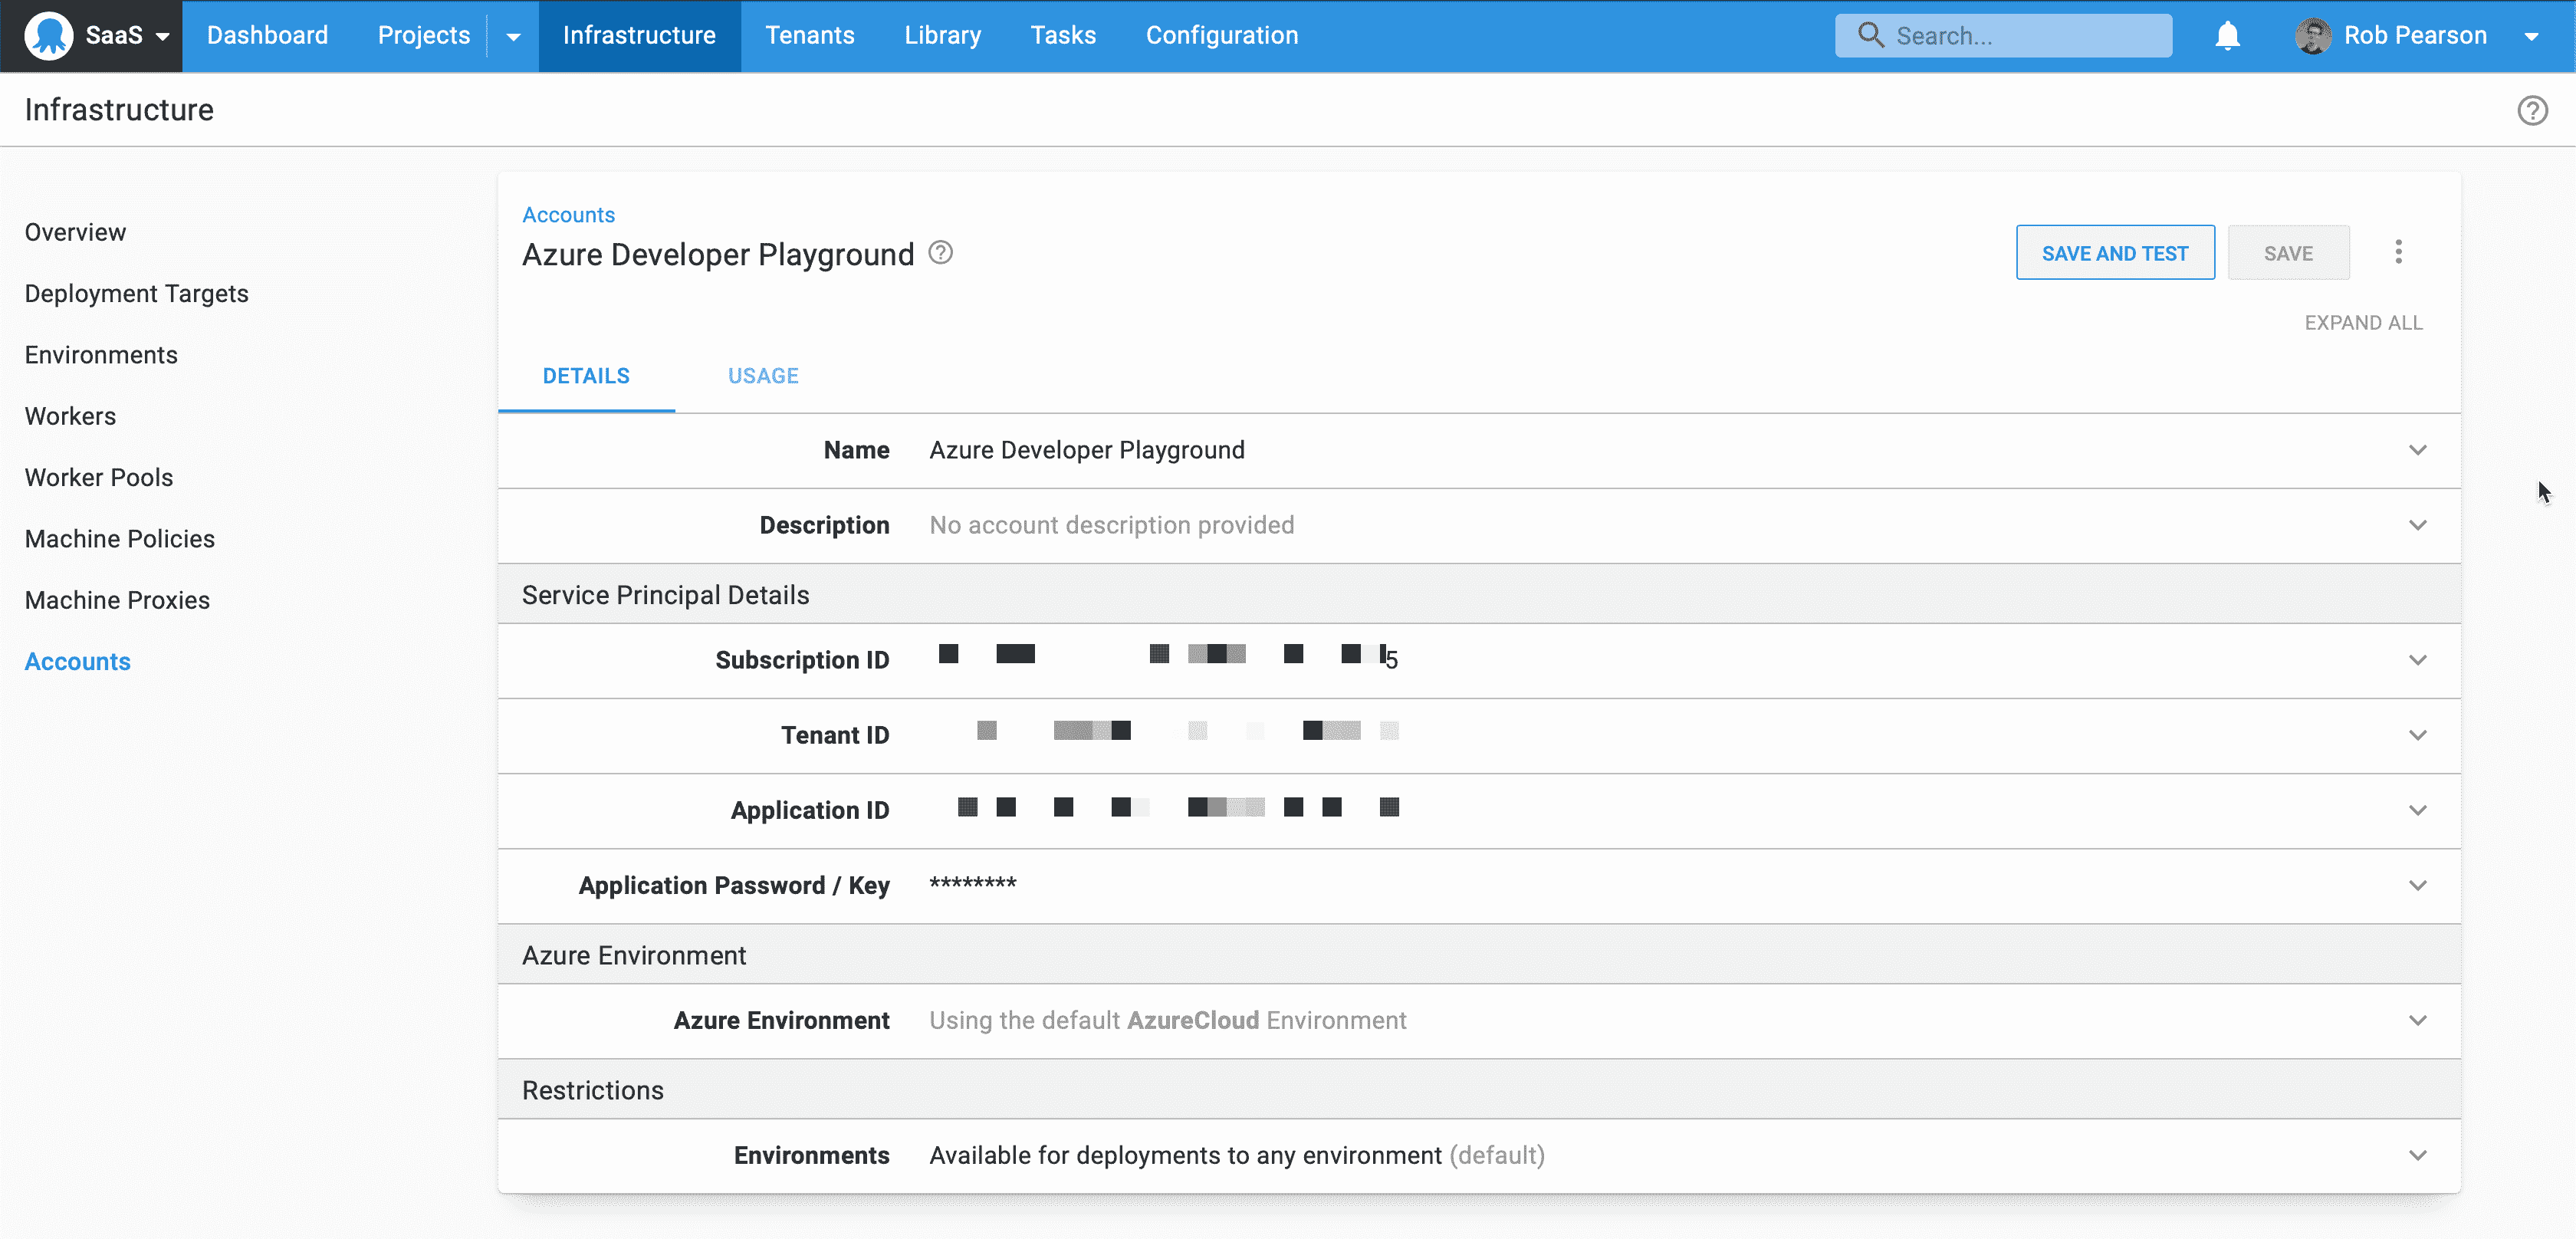 SaaS Dashboard Projects Infrastructure Tenants Library Tasks Configuration Search... Rob Pearson
Infrastructure
Overview
Deployment Targets
Environments
Workers
Worker Pools
Machine Policies
Machine Proxies
Accounts
Accounts
Azure Developer Playground
SAVE AND TEST SAVE
EXPAND ALL
DETAILS USAGE
Name Azure Developer Playground
Description No account description provided
Service Principal Details
Subscription ID 5
Tenant ID
Application ID
Application Password / Key ********
Azure Environment
Azure Environment Using the default AzureCloud Environment
Restrictions
Environments Available for deployments to any environment (default)